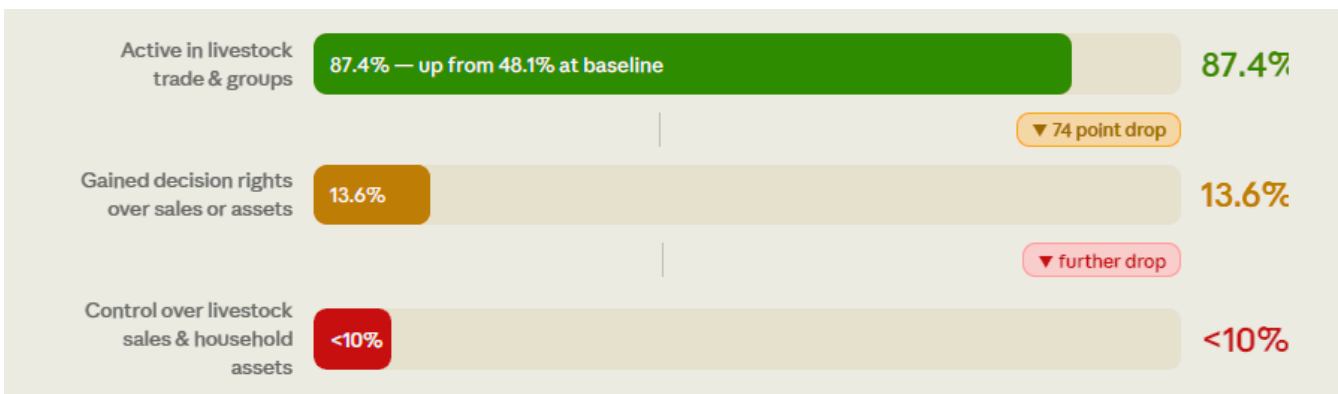 Active in livestock
trade & groups
87.4% — up from 48.1% at baseline
87.4%
▼ 74 point drop
Gained decision rights
over sales or assets
13.6%
13.6%
▼ further drop
Control over livestock
sales & household
assets
<10%
<10%